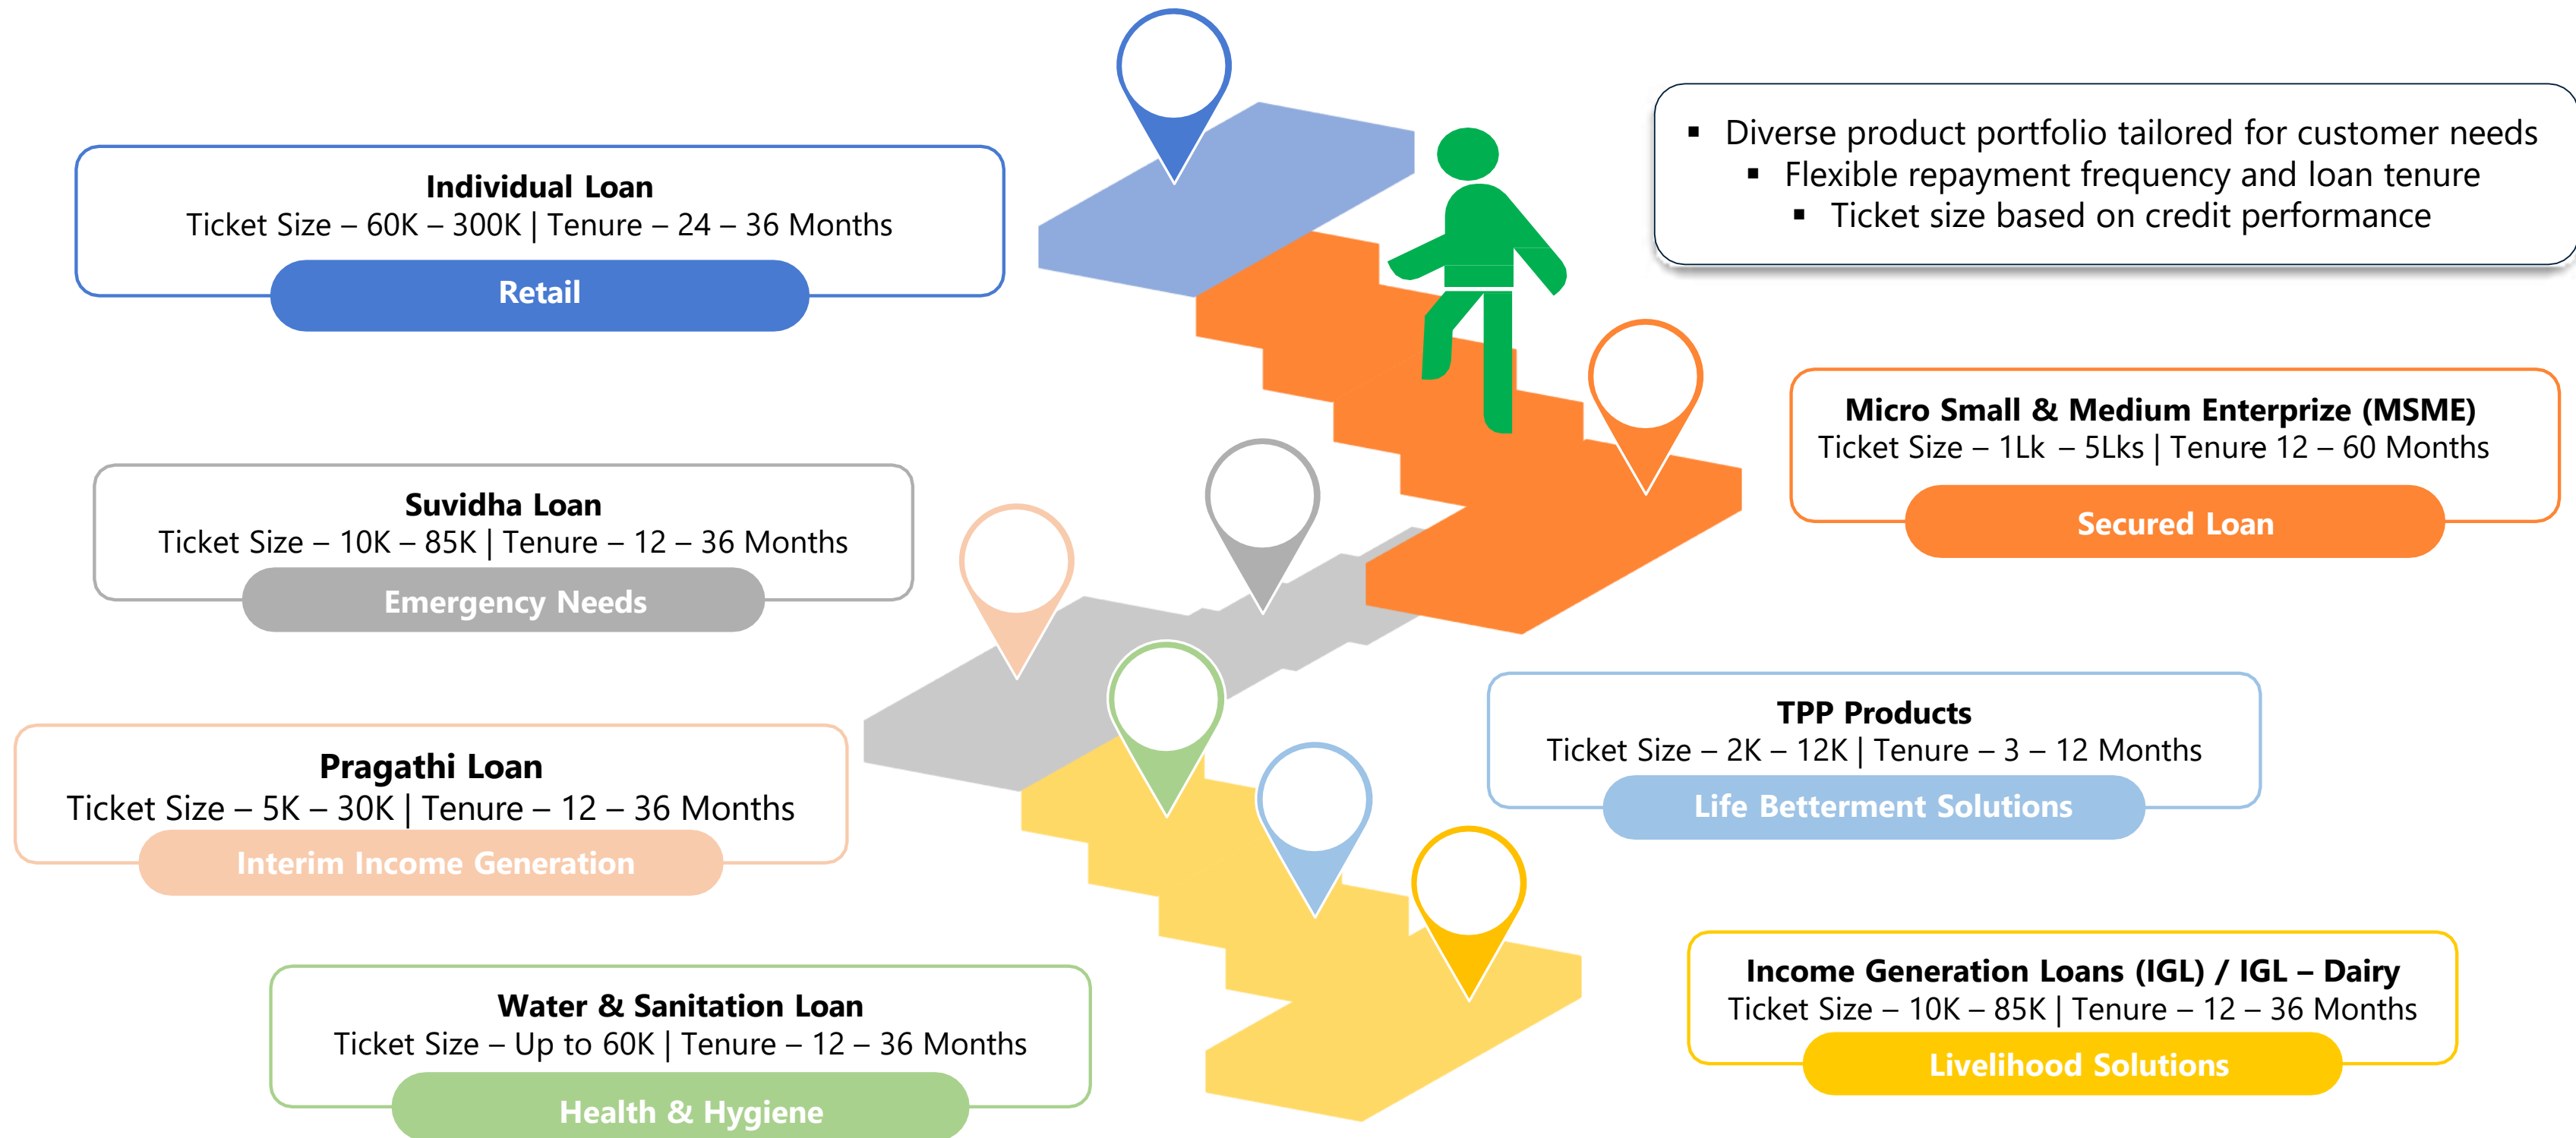 ▪ Diverse product portfolio tailored for customer needs
▪ Flexible repayment frequency and loan tenure
▪ Ticket size based on credit performance
Individual Loan
Ticket Size – 60K – 300K | Tenure – 24 – 36 Months
Retail
Micro Small & Medium Enterprize (MSME)
Ticket Size – 1Lk – 5Lks | Tenure 12 – 60 Months
Secured Loan
Suvidha Loan
Ticket Size – 10K – 85K | Tenure – 12 – 36 Months
Emergency Needs
TPP Products
Ticket Size – 2K – 12K | Tenure – 3 – 12 Months
Life Betterment Solutions
Pragathi Loan
Ticket Size – 5K – 30K | Tenure – 12 – 36 Months
Interim Income Generation
Income Generation Loans (IGL) / IGL – Dairy
Ticket Size – 10K – 85K | Tenure – 12 – 36 Months
Livelihood Solutions
Water & Sanitation Loan
Ticket Size – Up to 60K | Tenure – 12 – 36 Months
Health & Hygiene